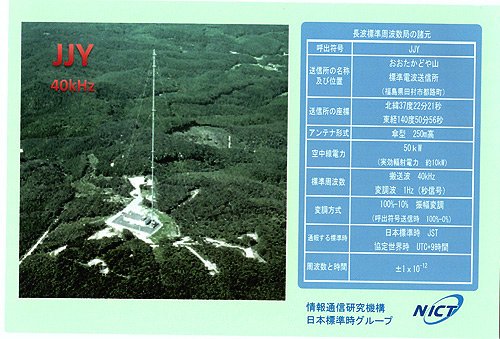 JJY
40kHz
長波標準周波数局の諸元
呼出符号 JJY
送信所の名称及び位置 おおたかどや山
標準電波送信所
(福島県田村市都路町)
送信所の座標 北緯37度22分21秒
東経140度50分56秒
アンテナ形式 傘型 250m高
空中線電力 50kW
(実効輻射電力 約10kW)
標準周波数 搬送波 40kHz
変調波 1Hz (秒信号)
変調方式 100%-10% 振幅変調
(呼出符号送信時 100%-0%)
通報する標準時 日本標準時 JST
協定世界時 UTC+9時間
周波数と時間 ±1x10⁻¹²
情報通信研究機構
日本標準時グループ
NICT